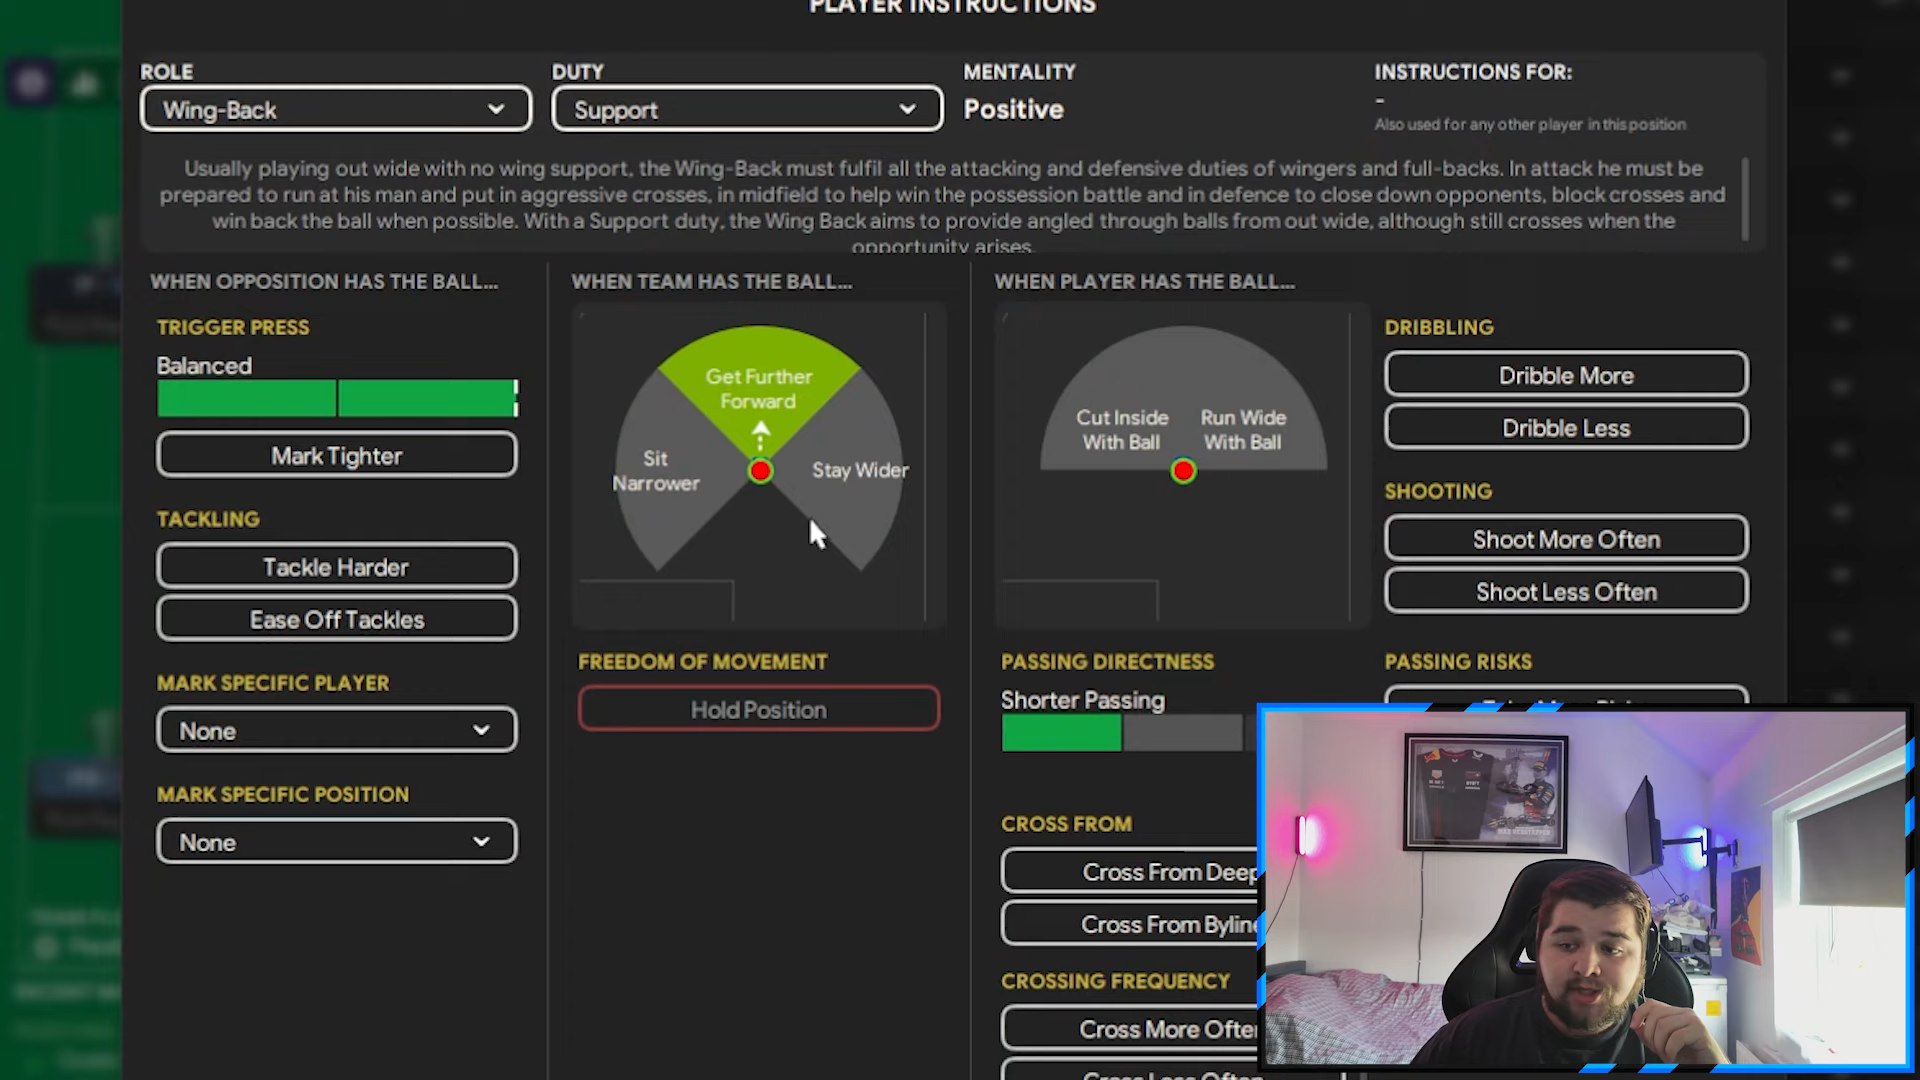 PLAYER INSTRUCTIONS
ROLE
Wing-Back
DUTY
Support
MENTALITY
Positive
INSTRUCTIONS FOR:
-
Also used for any other player in this position
Usually playing out wide with no wing support, the Wing-Back must fulfil all the attacking and defensive duties of wingers and full-backs. In attack he must be
prepared to run at his man and put in aggressive crosses, in midfield to help win the possession battle and in defence to close down opponents, block crosses and
win back the ball when possible. With a Support duty, the Wing Back aims to provide angled through balls from out wide, although still crosses when the
opportunity arises.
WHEN OPPOSITION HAS THE BALL...
TRIGGER PRESS
Balanced
Mark Tighter
TACKLING
Tackle Harder
Ease Off Tackles
MARK SPECIFIC PLAYER
None
MARK SPECIFIC POSITION
None
WHEN TEAM HAS THE BALL...
Get Further
Forward
Sit
Narrower
Stay Wider
FREEDOM OF MOVEMENT
Hold Position
WHEN PLAYER HAS THE BALL...
Cut Inside
With Ball
Run Wide
With Ball
PASSING DIRECTNESS
Shorter Passing
CROSS FROM
Cross From Deep
Cross From Byline
CROSSING FREQUENCY
Cross More Often
Cross Less Often
DRIBBLING
Dribble More
Dribble Less
SHOOTING
Shoot More Often
Shoot Less Often
PASSING RISKS